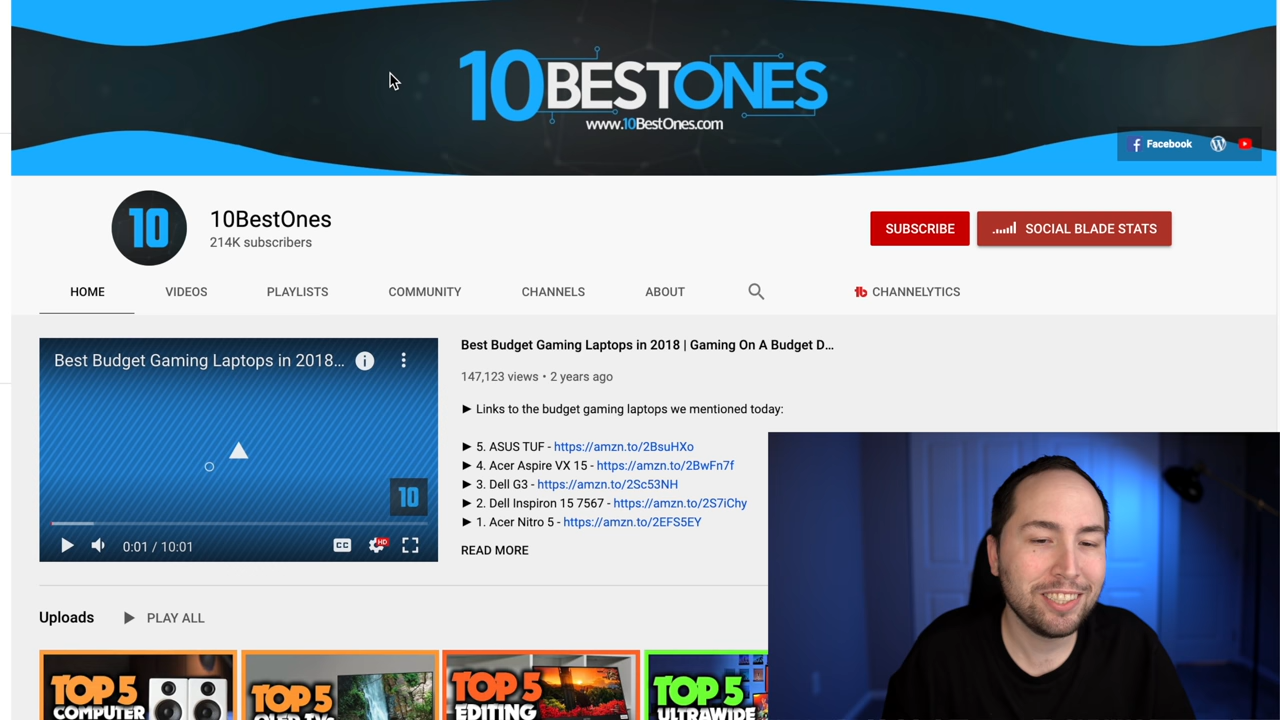 10BESTONES
www.10BestOnes.com
Facebook
10
10BestOnes
214K subscribers
SUBSCRIBE
SOCIAL BLADE STATS
HOME
VIDEOS
PLAYLISTS
COMMUNITY
CHANNELS
ABOUT
CHANNELYTICS
Best Budget Gaming Laptops in 2018...
10
CC
HD
0:01 / 10:01
Best Budget Gaming Laptops in 2018 | Gaming On A Budget D...
147,123 views • 2 years ago
► Links to the budget gaming laptops we mentioned today:
► 5. ASUS TUF - https://amzn.to/2BsuHXo
► 4. Acer Aspire VX 15 - https://amzn.to/2BwFn7f
► 3. Dell G3 - https://amzn.to/2Sc53NH
► 2. Dell Inspiron 15 7567 - https://amzn.to/2S7iChy
► 1. Acer Nitro 5 - https://amzn.to/2EFS5EY
READ MORE
Uploads
PLAY ALL
TOP 5
COMPUTER
TOP 5
OLED TVs
TOP 5
EDITING
TOP 5
ULTRAWIDE